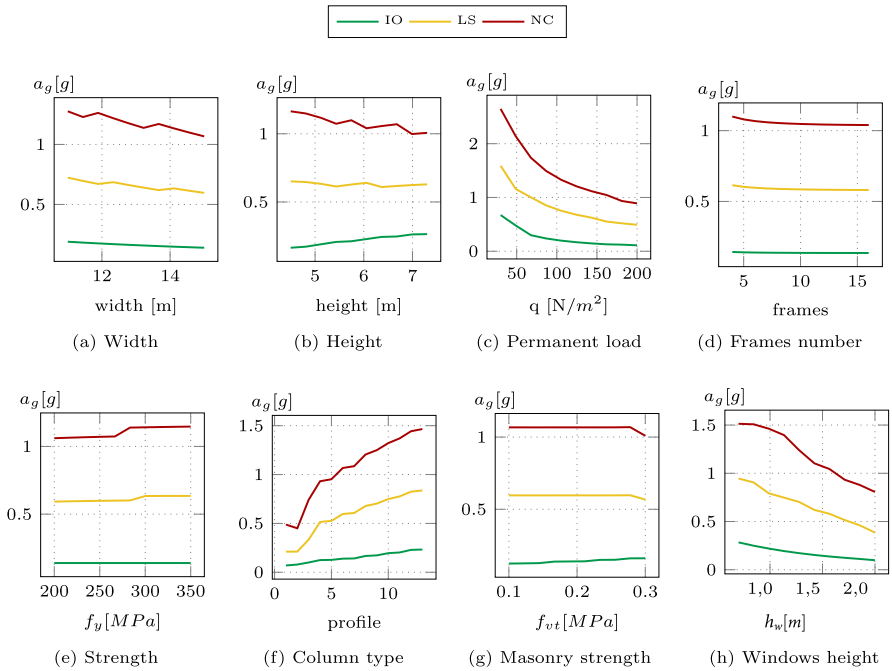 IO LS NC
a_g[g] a_g[g] a_g[g] a_g[g]
1 1 2 1
0.5 0.5 1 0.5
0
12 14 5 6 7 50 100 150 200 5 10 15
width [m] height [m] q [N/m²] frames
(a) Width (b) Height (c) Permanent load (d) Frames number
a_g[g] a_g[g] a_g[g] a_g[g]
1.5 1.5
1 1 1 1
0.5 0.5 0.5 0.5
0 0
200 250 300 350 0 5 10 0.1 0.2 0.3 1,0 1,5 2,0
f_y[MPa] profile f_vt[MPa] h_w[m]
(e) Strength (f) Column type (g) Masonry strength (h) Windows height